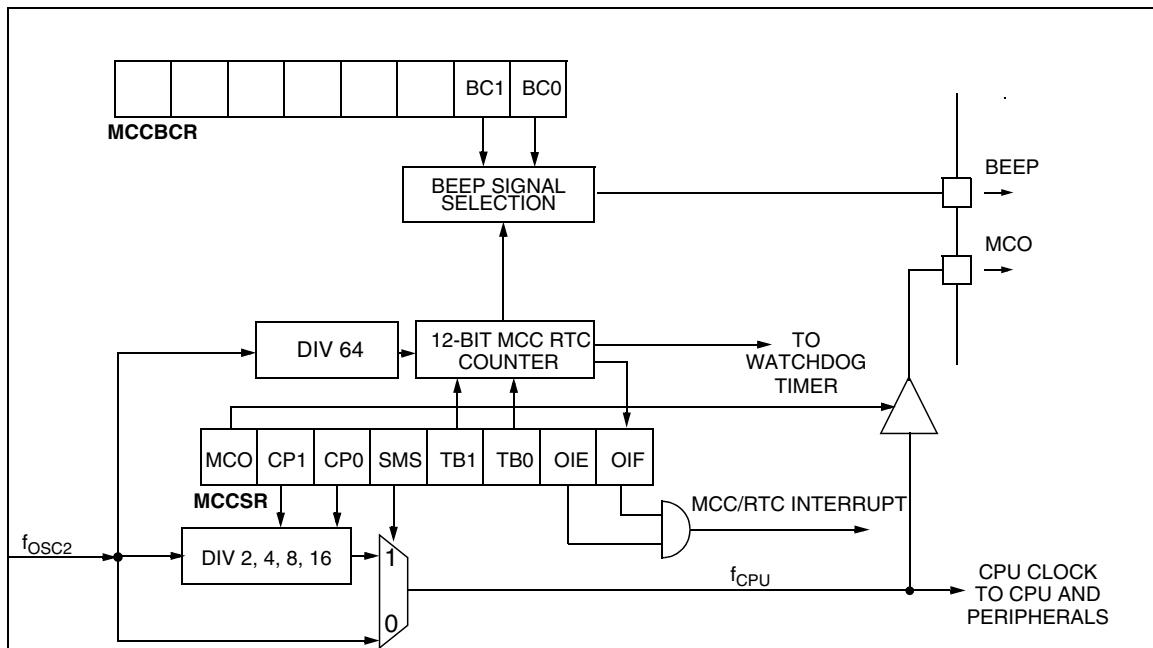 BC1 BC0
MCCBCR
BEEP SIGNAL
SELECTION
BEEP
MCO
DIV 64
12-BIT MCC RTC
COUNTER
TO
WATCHDOG
TIMER
MCO CP1 CP0 SMS TB1 TB0 OIE OIF
MCCSR
MCC/RTC INTERRUPT
fOSC2
DIV 2, 4, 8, 16
1
0
fCPU
CPU CLOCK
TO CPU AND
PERIPHERALS